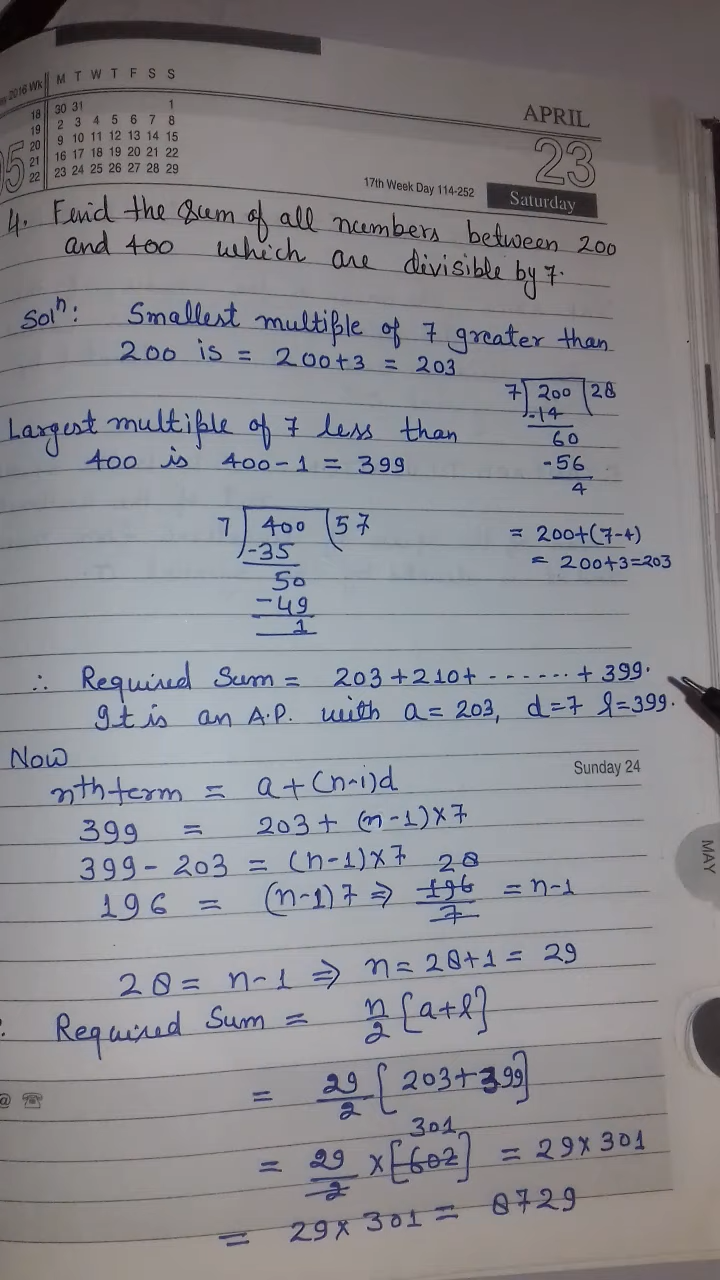 2016 Wk M T W T F S S
18 30 31 1
19 2 3 4 5 6 7 8
20 9 10 11 12 13 14 15
21 16 17 18 19 20 21 22
22 23 24 25 26 27 28 29
05
APRIL
23
17th Week Day 114-252 Saturday
4. Find the sum of all numbers between 200
and 400 which are divisible by 7.
Solⁿ: Smallest multiple of 7 greater than
200 is = 200+3 = 203
7 200 28
-14
60
-56
4
= 200+(7-4)
= 200+3=203
Largest multiple of 7 less than
400 is 400-1 = 399
7 400 57
-35
50
-49
1
∴ Required Sum = 203+210+ ------ + 399.
It is an A.P. with a=203, d=7 l=399.
Sunday 24
MAY
Now
nth term = a+(n-1)d
399 = 203+ (n-1)×7
399-203 = (n-1)×7 28
196 = (n-1)7 ⇒ 196/7 = n-1
28 = n-1 ⇒ n=28+1 = 29
Required Sum = n/2 [a+l]
= 29/2 [203+399]
301
= 29/2 ×[602] = 29×301
= 29×301 = 8729
@